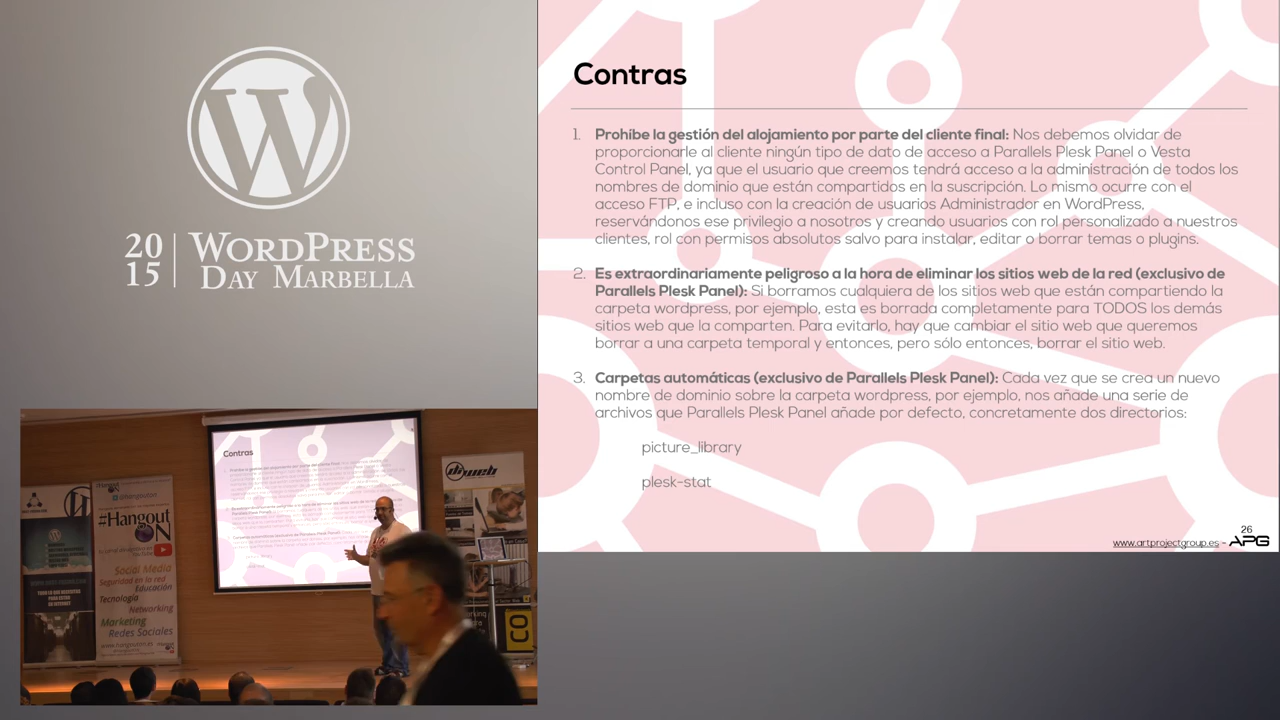 20
15
WORDPRESS
DAY MARBELLA
Contras
1. Prohíbe la gestión del alojamiento por parte del cliente final: Nos debemos olvidar de
proporcionarle al cliente ningún tipo de dato de acceso a Parallels Plesk Panel o Vesta
Control Panel, ya que el usuario que creemos tendrá acceso a la administración de todos los
nombres de dominio que están compartidos en la suscripción. Lo mismo ocurre con el
acceso FTP, e incluso con la creación de usuarios Administrador en WordPress,
reservándonos ese privilegio a nosotros y creando usuarios con rol personalizado a nuestros
clientes, rol con permisos absolutos salvo para instalar, editar o borrar temas o plugins.
2. Es extraordinariamente peligroso a la hora de eliminar los sitios web de la red (exclusivo de
Parallels Plesk Panel): Si borramos cualquiera de los sitios web que están compartiendo la
carpeta wordpress, por ejemplo, esta es borrada completamente para TODOS los demás
sitios web que la comparten. Para evitarlo, hay que cambiar el sitio web que queremos
borrar a una carpeta temporal y entonces, pero sólo entonces, borrar el sitio web.
3. Carpetas automáticas (exclusivo de Parallels Plesk Panel): Cada vez que se crea un nuevo
nombre de dominio sobre la carpeta wordpress, por ejemplo, nos añade una serie de
archivos que Parallels Plesk Panel añade por defecto, concretamente dos directorios:
picture_library
plesk-stat
26
www.artprojectgroup.es - APG
Contras
#Hangout
ON
Social Media
Seguridad en la red
Educación
Tecnología
Networking
Marketing
Redes Sociales
www.hangouton.es
diweb
CO